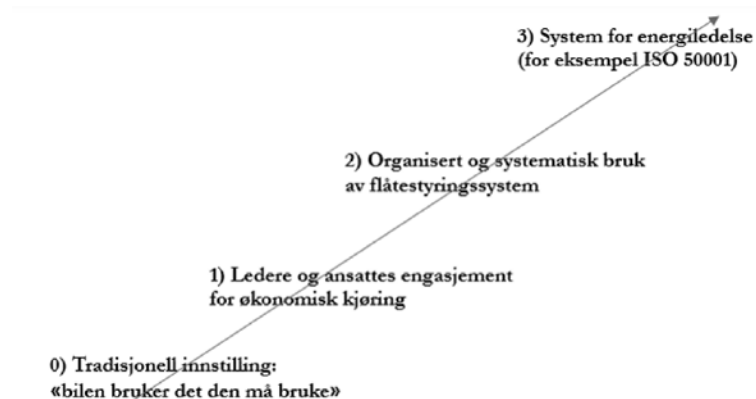 3) System for energiledelse
(for eksempel ISO 50001)
2) Organisert og systematisk bruk
av flåtestyringssystem
1) Ledere og ansattes engasjement
for økonomisk kjøring
0) Tradisjonell innstilling:
«bilen bruker det den må bruke»